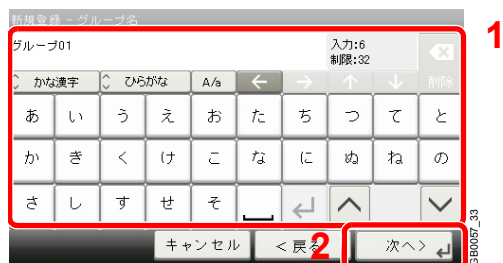 新規登録 - グループ名
グループ01
入力:6
制限:32
かな漢字 ひらがな A/a ← → ↑ ↓ 削除
あ い う え お た ち つ て と
か き く け こ な に ぬ ね の
さ し す せ そ
キャンセル < 戻る 次へ >
1
2
GB0057_33